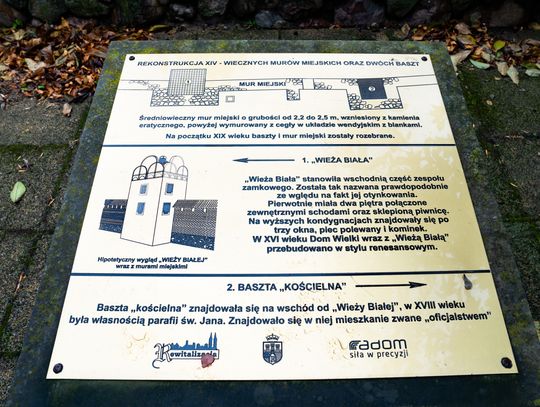 REKONSTRUKCJA XIV - WIECZNYCH MURÓW MIEJSKICH ORAZ DWÓCH BASZT
MUR MIEJSKI
Średniowieczny mur miejski o grubości od 2,2 do 2,5 m, wzniesiony z kamienia
eratycznego, powyżej wymurowany z cegły w układzie wendyjskim z blankami.
Na początku XIX wieku baszty i mur miejski zostały rozebrane.
1. „WIEŻA BIAŁA"
„Wieża Biała" stanowiła wschodnią część zespołu
zamkowego. Została tak nazwana prawdopodobnie
ze względu na fakt jej otynkowania.
Pierwotnie miała dwa piętra połączone
zewnętrznymi schodami oraz sklepioną piwnicę.
Na wyższych kondygnacjach znajdowały się po
trzy okna, piec polewany i kominek.
W XVI wieku Dom Wielki wraz z „Wieżą Białą"
przebudowano w stylu renesansowym.
Hipotetyczny wygląd „WIEŻY BIAŁEJ"
wraz z murami miejskimi
2. BASZTA „KOŚCIELNA"
Baszta „kościelna" znajdowała się na wschód od „Wieży Białej", w XVIII wieku
była własnością parafii św. Jana. Znajdowało się w niej mieszkanie zwane „oficjalstwem"
Rewitalizacja
Radom
siła w precyzji